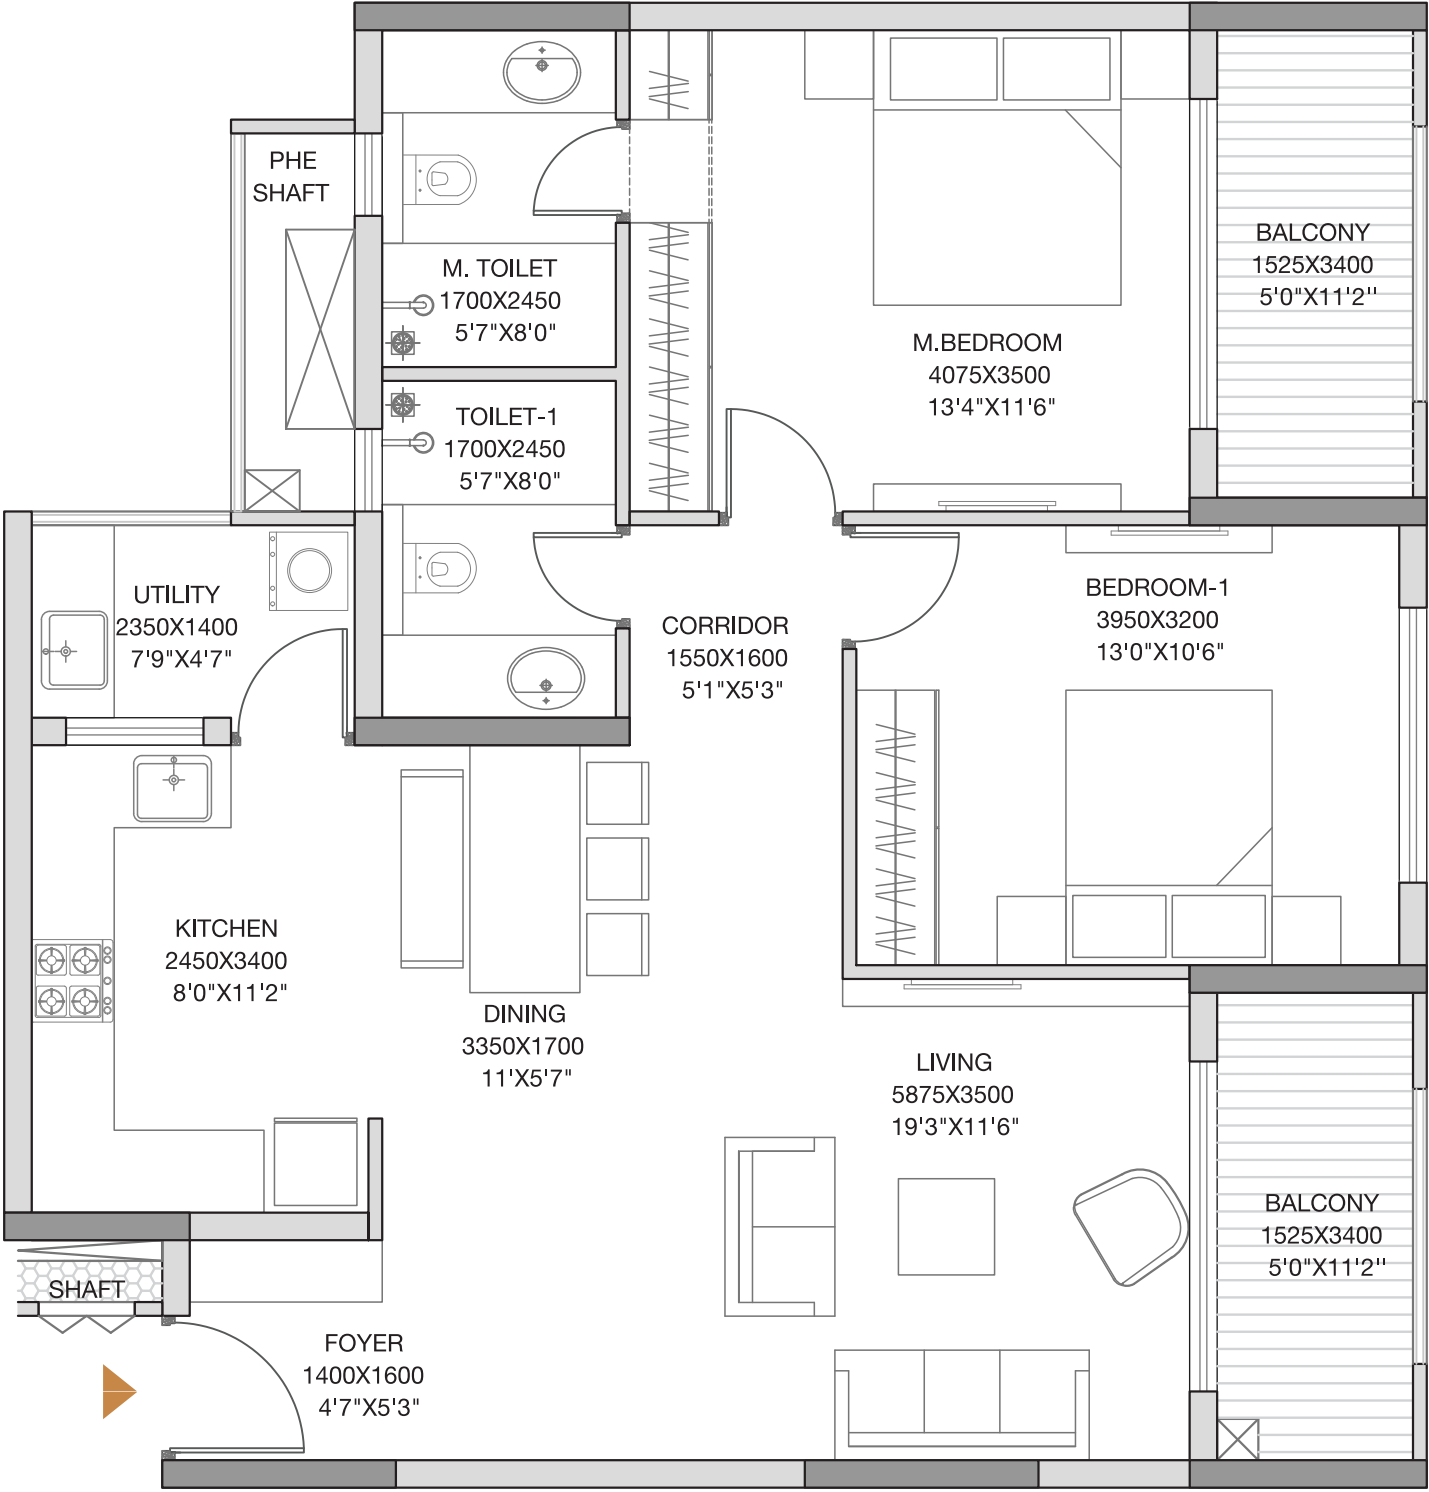 PHE
SHAFT
M. TOILET
1700X2450
5'7"X8'0"
BALCONY
1525X3400
5'0"X11'2''
M.BEDROOM
4075X3500
13'4"X11'6"
TOILET-1
1700X2450
5'7"X8'0"
UTILITY
2350X1400
7'9"X4'7"
CORRIDOR
1550X1600
5'1"X5'3"
BEDROOM-1
3950X3200
13'0"X10'6"
KITCHEN
2450X3400
8'0"X11'2"
DINING
3350X1700
11'X5'7"
LIVING
5875X3500
19'3"X11'6"
BALCONY
1525X3400
5'0"X11'2''
SHAFT
FOYER
1400X1600
4'7"X5'3"